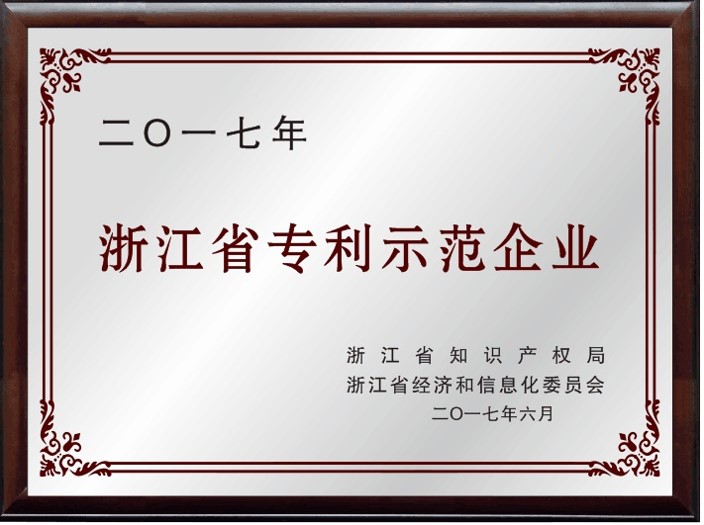 二〇一七年
浙江省专利示范企业
浙江省知识产权局
浙江省经济和信息化委员会
二〇一七年六月